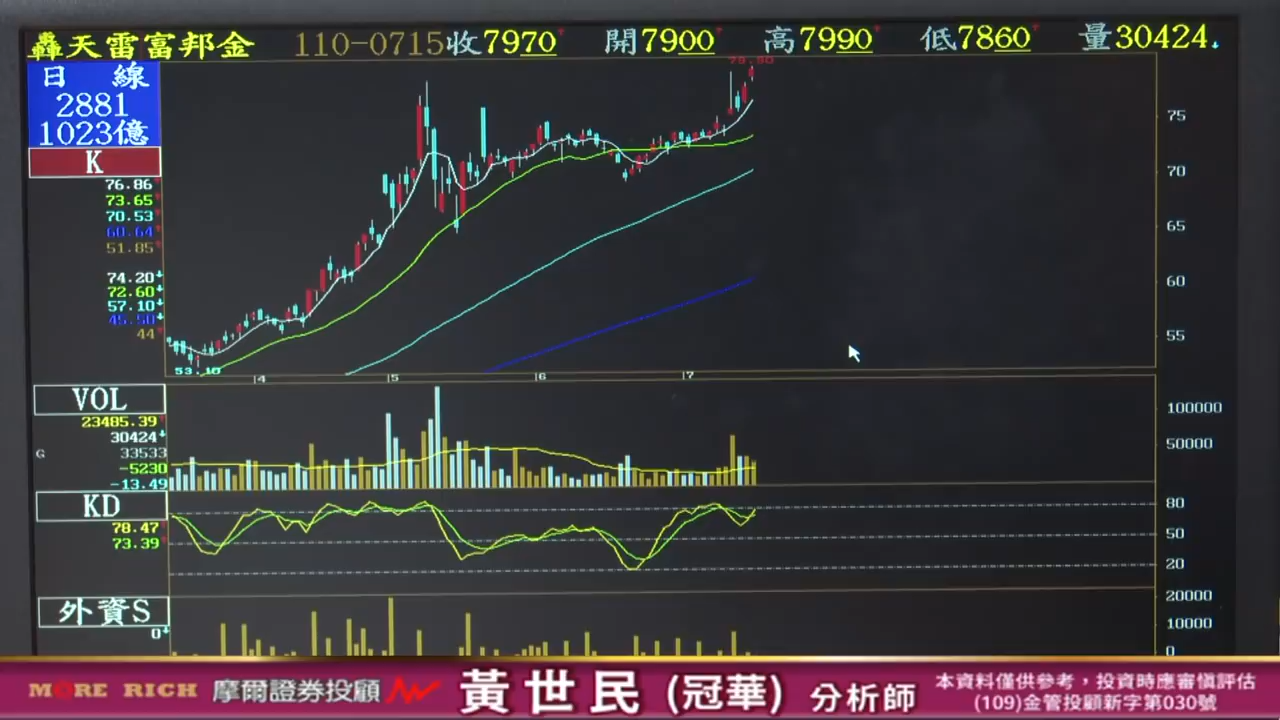 轟天雷富邦金 110-0715收7970 開7900 高7990 低7860 量30424
日 線
2881
1023億
K
76.86
73.65
70.53
60.64
51.85
74.20
72.60
57.10
45.50
44
79.90
75
70
65
60
55
53.10
4 5 6 7
VOL
23485.39
30424
G 33533
-5230
-13.49
100000
50000
KD
78.47
73.39
80
50
20
外資S
0
20000
10000
0
MORE RICH 摩爾證券投顧 黃世民 (冠華) 分析師
本資料僅供參考，投資時應審慎評估
(109)金管投顧新字第030號